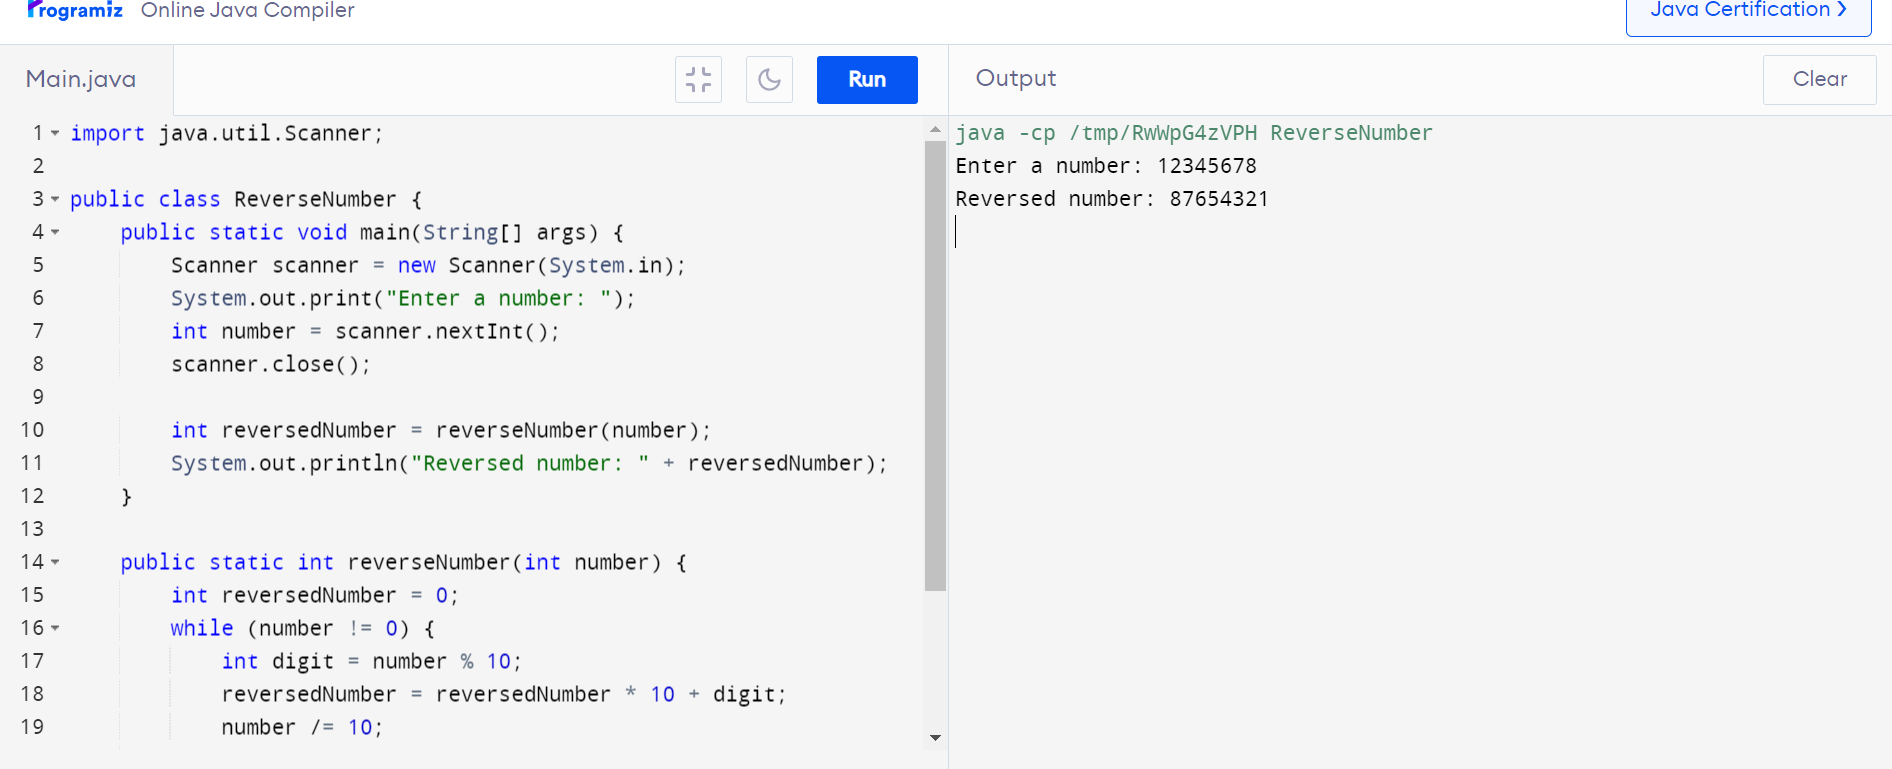 Programiz Online Java Compiler
Java Certification >
Main.java
Run
1 import java.util.Scanner;
2
3 public class ReverseNumber {
4     public static void main(String[] args) {
5         Scanner scanner = new Scanner(System.in);
6         System.out.print("Enter a number: ");
7         int number = scanner.nextInt();
8         scanner.close();
9
10         int reversedNumber = reverseNumber(number);
11         System.out.println("Reversed number: " + reversedNumber);
12     }
13
14     public static int reverseNumber(int number) {
15         int reversedNumber = 0;
16         while (number != 0) {
17             int digit = number % 10;
18             reversedNumber = reversedNumber * 10 + digit;
19             number /= 10;
Output
Clear
java -cp /tmp/RwWpG4zVPH ReverseNumber
Enter a number: 12345678
Reversed number: 87654321